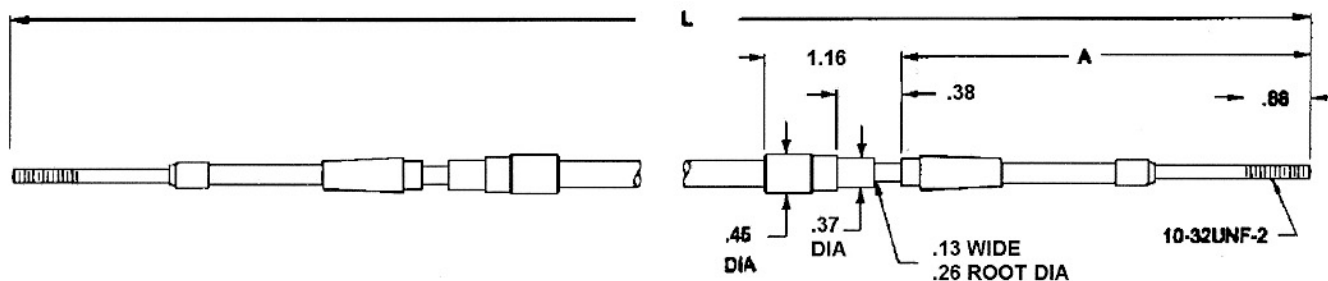 L
1.16
A
.38
.88
.45
DIA
.37
DIA
.13 WIDE
.26 ROOT DIA
10-32UNF-2